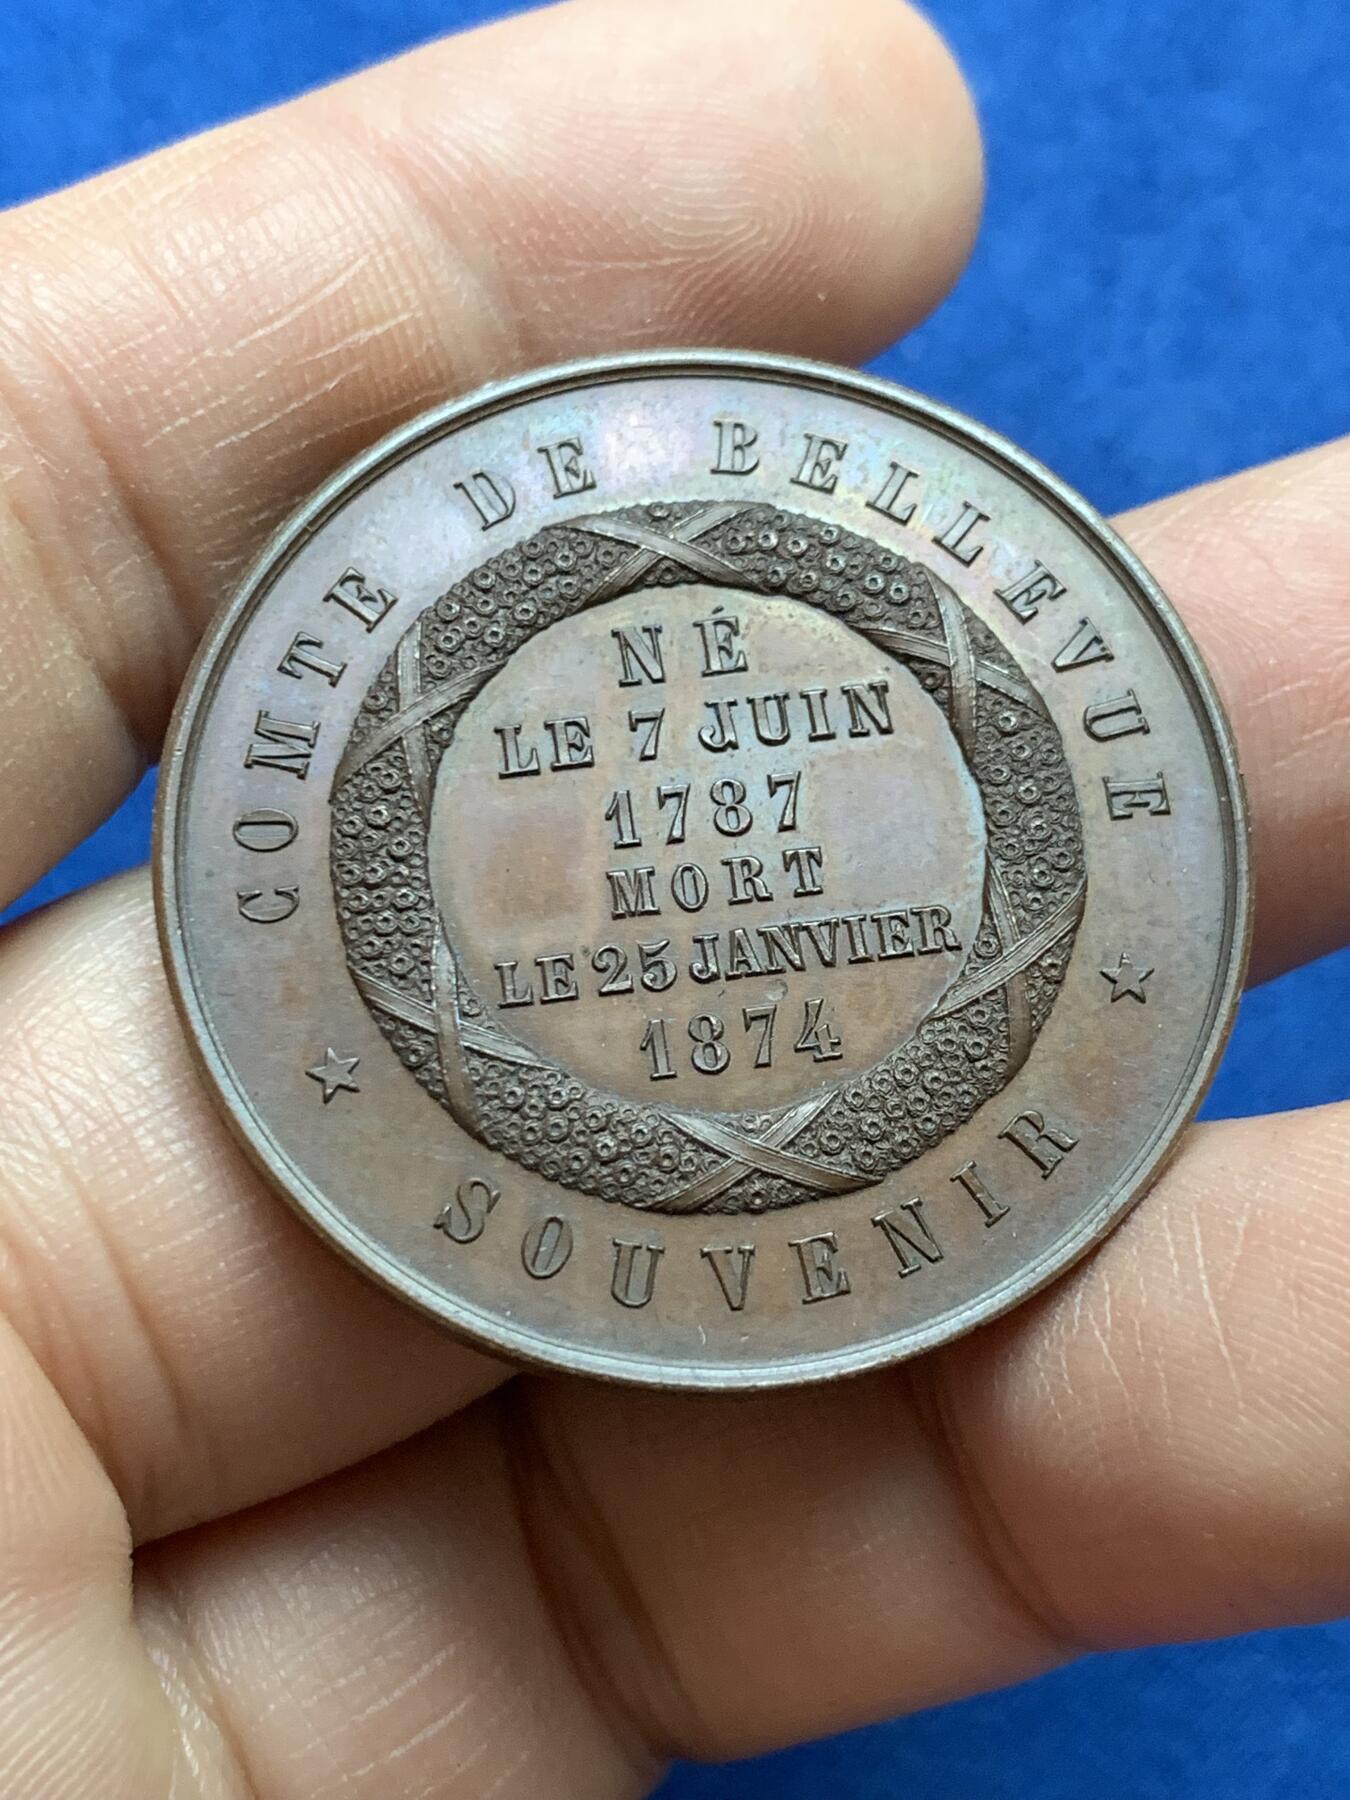 COMTE DE BELLEVUE
NÉ
LE 7 JUIN
1787
MORT
LE 25 JANVIER
1874
SOUVENIR